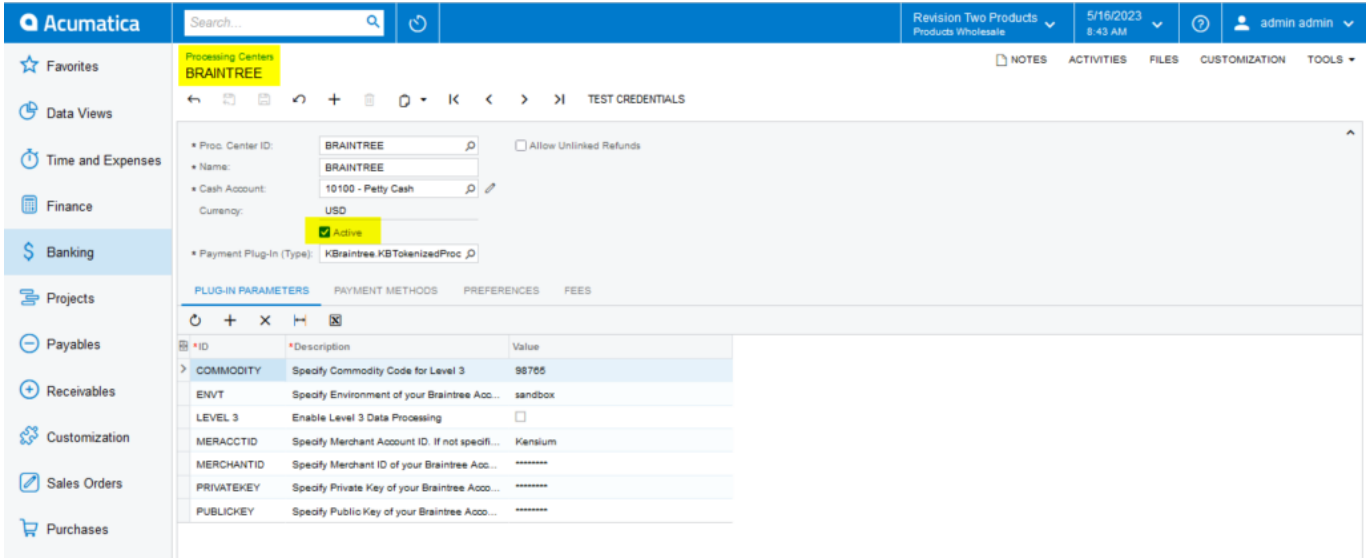 Acumatica
Search...
Revision Two Products
Products Wholesale
5/16/2023
8:43 AM
admin admin
Favorites
Data Views
Time and Expenses
Finance
Banking
Projects
Payables
Receivables
Customization
Sales Orders
Purchases
Processing Centers
BRAINTREE
NOTES ACTIVITIES FILES CUSTOMIZATION TOOLS
TEST CREDENTIALS
* Proc. Center ID: BRAINTREE
Allow Unlinked Refunds
* Name: BRAINTREE
* Cash Account: 10100 - Petty Cash
Currency: USD
Active
* Payment Plug-In (Type): KBraintree.KBTokenizedProc
PLUG-IN PARAMETERS PAYMENT METHODS PREFERENCES FEES
*ID *Description Value
COMMODITY Specify Commodity Code for Level 3 98765
ENVT Specify Environment of your Braintree Acc... sandbox
LEVEL 3 Enable Level 3 Data Processing
MERACCTID Specify Merchant Account ID. If not specifi... Kensium
MERCHANTID Specify Merchant ID of your Braintree Acc... ********
PRIVATEKEY Specify Private Key of your Braintree Acco... ********
PUBLICKEY Specify Public Key of your Braintree Acco... ********